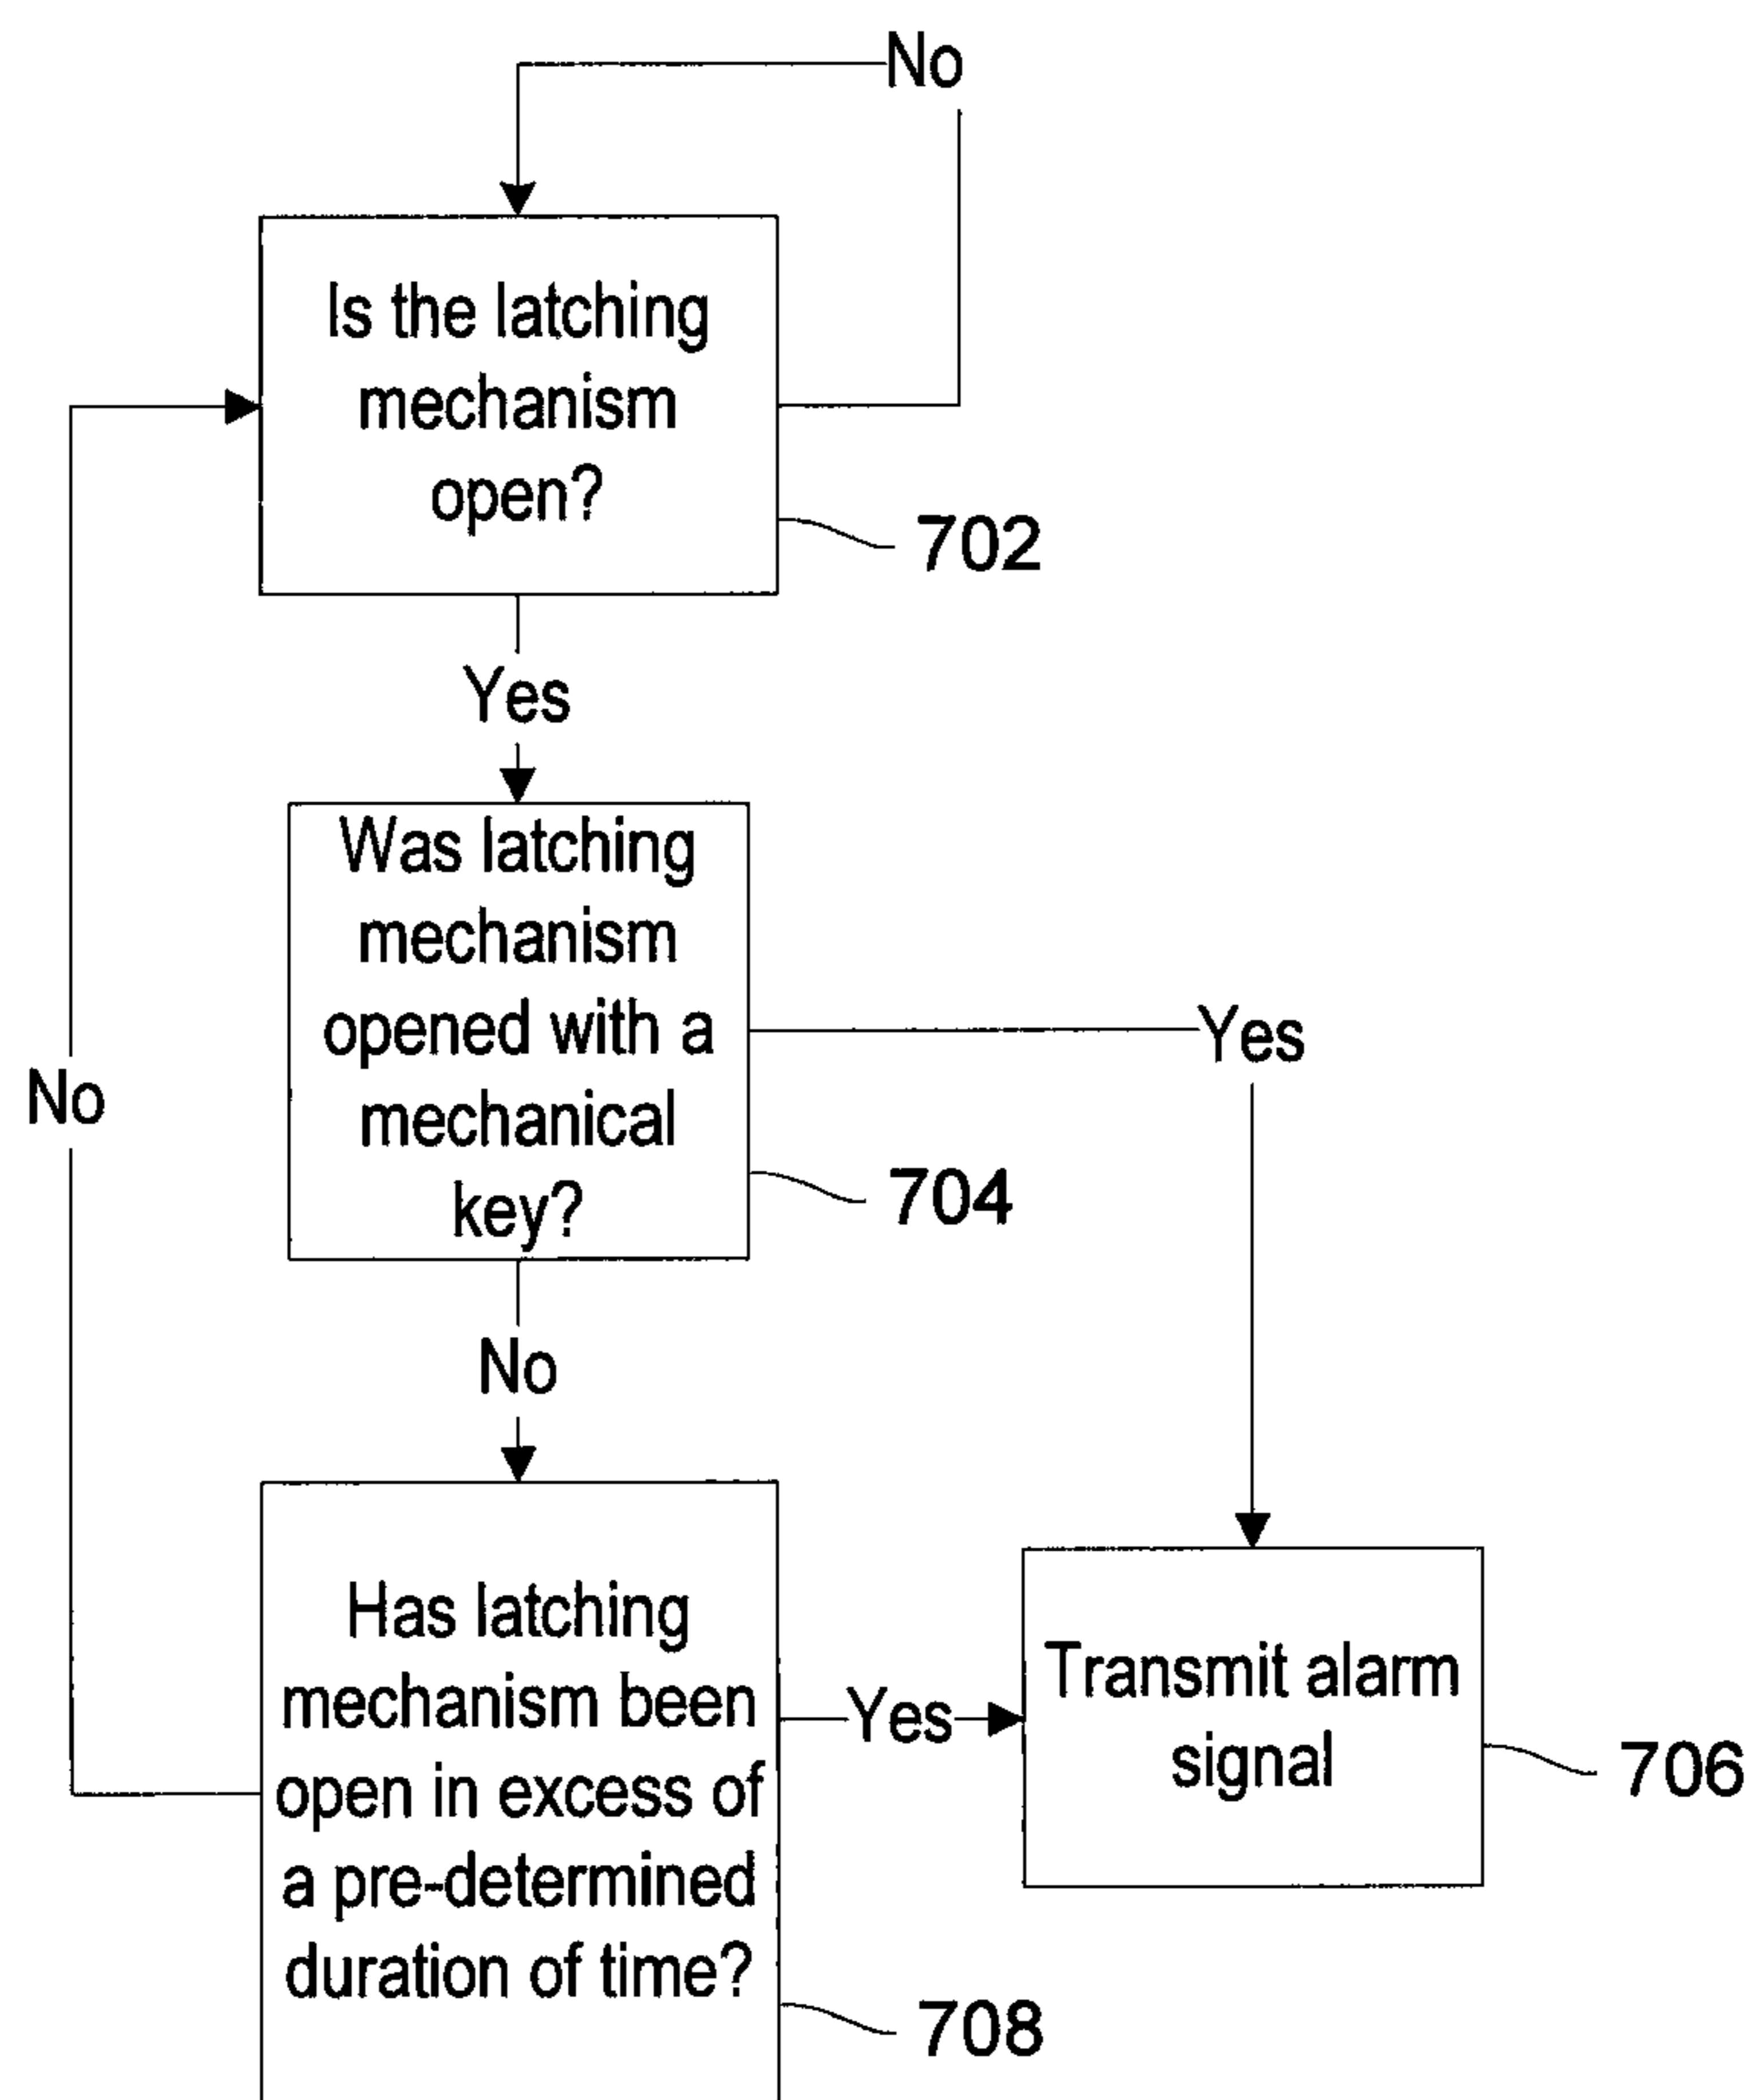 No
Is the latching
mechanism
open?
702
Yes
Was latching
mechanism
opened with a
mechanical
key?
704
Yes
No
No
Has latching
mechanism been
open in excess of
a pre-determined
duration of time?
708
Yes
Transmit alarm
signal
706